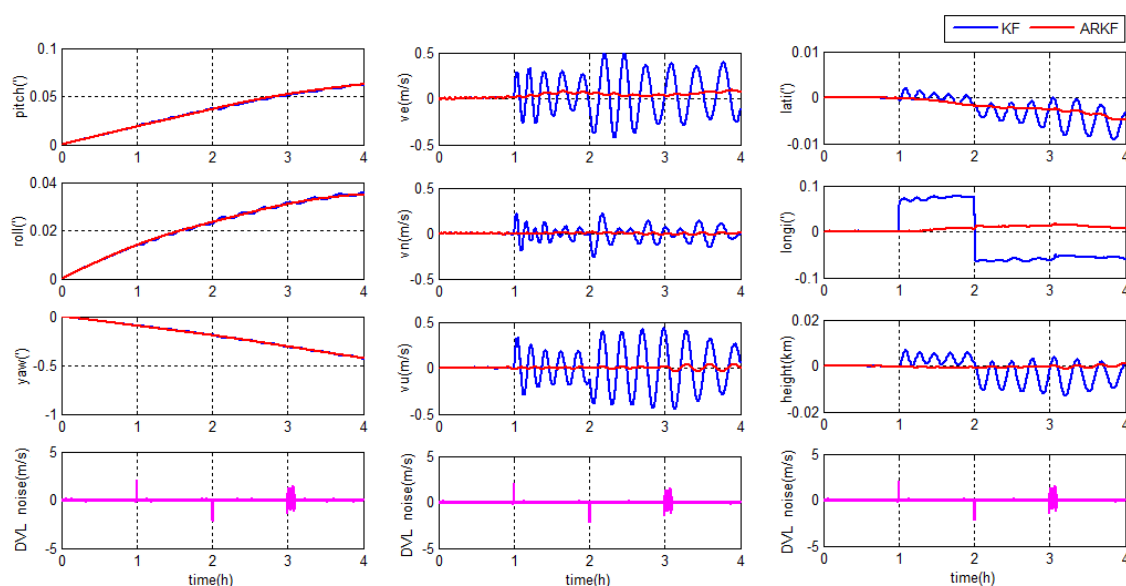 KF ARKF
0.1
0.05
0
pitch(')
0 1 2 3 4
0.5
0
-0.5
ve(m/s)
0 1 2 3 4
0.01
0
-0.01
lati(')
0 1 2 3 4
0.04
0.02
0
roll(')
0 1 2 3 4
0.5
0
-0.5
vn(m/s)
0 1 2 3 4
0.1
0
-0.1
longi(')
0 1 2 3 4
0
-0.5
-1
yaw(')
0 1 2 3 4
0.5
0
-0.5
vu(m/s)
0 1 2 3 4
0.02
0
-0.02
height(km)
0 1 2 3 4
5
0
-5
DVL noise(m/s)
0 1 2 3 4
time(h)
5
0
-5
DVL noise(m/s)
0 1 2 3 4
time(h)
5
0
-5
DVL noise(m/s)
0 1 2 3 4
time(h)